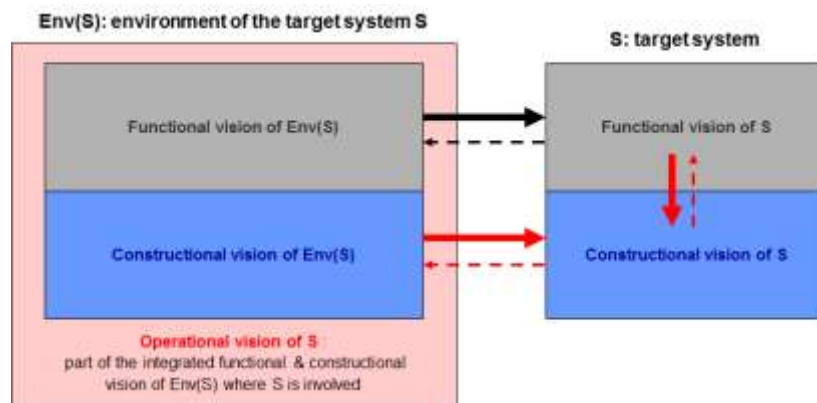 Env(S): environment of the target system S
S: target system
Functional vision of Env(S)
Functional vision of S
Constructional vision of Env(S)
Constructional vision of S
Operational vision of S :
part of the integrated functional & constructional
vision of Env(S) where S is involved